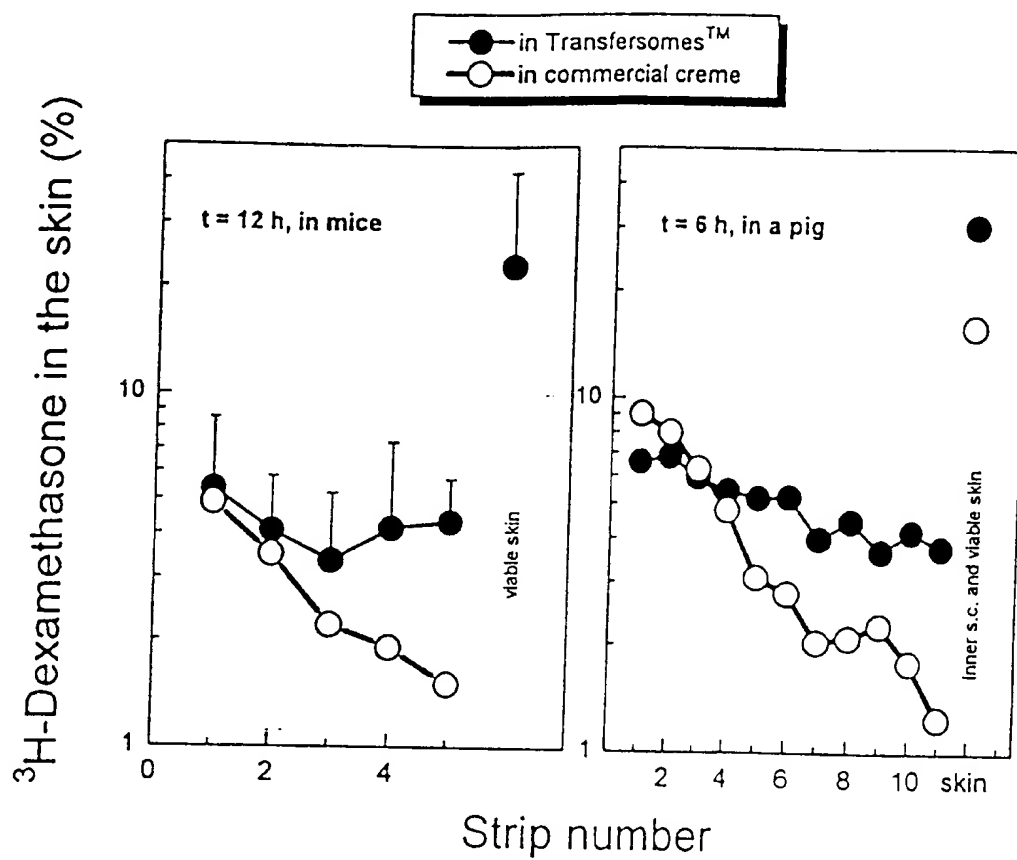 in Transfersomes™
in commercial creme
³H-Dexamethasone in the skin (%)
t = 12 h, in mice
t = 6 h, in a pig
10
1
0
2
4
viable skin
10
1
2
4
6
8
10
skin
Inner s.c. and viable skin
Strip number